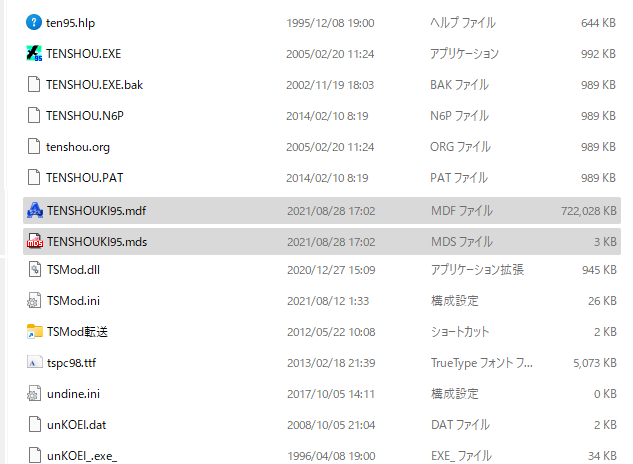 ten95.hlp 1995/12/08 19:00 ヘルプ ファイル 644 KB
TENSHOU.EXE 2005/02/20 11:24 アプリケーション 992 KB
TENSHOU.EXE.bak 2002/11/19 18:03 BAK ファイル 989 KB
TENSHOU.N6P 2014/02/10 8:19 N6P ファイル 989 KB
tenshou.org 2005/02/20 11:24 ORG ファイル 989 KB
TENSHOU.PAT 2014/02/10 8:19 PAT ファイル 989 KB
TENSHOUKI95.mdf 2021/08/28 17:02 MDF ファイル 722,028 KB
TENSHOUKI95.mds 2021/08/28 17:02 MDS ファイル 3 KB
TSMod.dll 2020/12/27 15:09 アプリケーション拡張 945 KB
TSMod.ini 2021/08/12 1:33 構成設定 26 KB
TSMod転送 2012/05/22 10:08 ショートカット 2 KB
tspc98.ttf 2013/02/18 21:39 TrueType フォント フ... 5,073 KB
undine.ini 2017/10/05 14:11 構成設定 0 KB
unKOEI.dat 2008/10/05 21:04 DAT ファイル 2 KB
unKOEI_.exe_ 1996/04/08 19:00 EXE_ ファイル 34 KB